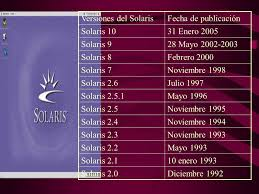 Versiones del Solaris Fecha de publicación
Solaris 10 31 Enero 2005
Solaris 9 28 Mayo 2002-2003
Solaris 8 Febrero 2000
Solaris 7 Noviembre 1998
Solaris 2.6 Julio 1997
Solaris 2.5.1 Mayo 1996
Solaris 2.5 Noviembre 1995
Solaris 2.4 Noviembre 1994
Solaris 2.3 Noviembre 1993
Solaris 2.2 Mayo 1993
Solaris 2.1 10 enero 1993
Solaris 2.0 Diciembre 1992
SOLARIS